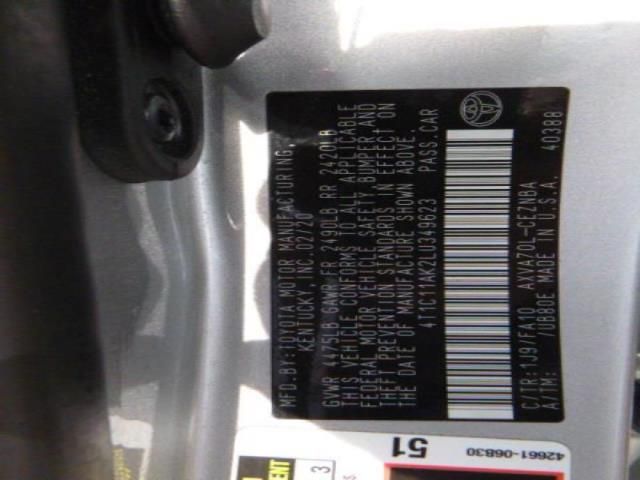 MFD.BY:TOYOTA MOTOR MANUFACTURING,
KENTUCKY, INC.02/20
GVWR 4475LB GAWR FR 2490LB RR 2420LB
THIS VEHICLE CONFORMS TO ALL APPLICABLE
FEDERAL MOTOR VEHICLE SAFETY, BUMPER AND
THEFT PREVENTION STANDARDS IN EFFECT ON
THE DATE OF MANUFACTURE SHOWN ABOVE.
4T1C11AK2LU349623 PASS.CAR
C/TR:1J9/FA10 AXVA70L-CEZNBA
A/TM: /UB80E MADE IN U.S.A. 40388
42661-06B30
51
3